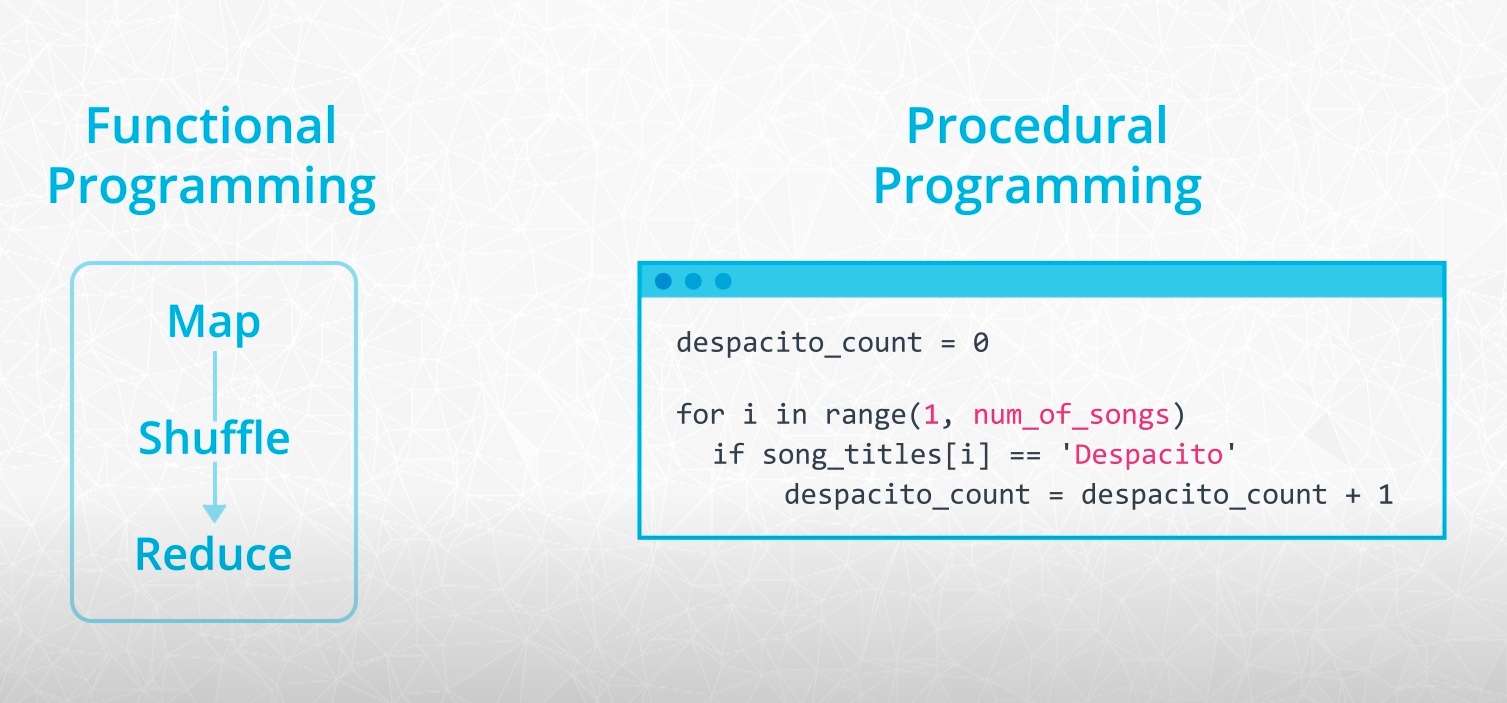 Functional
Programming
Map
Shuffle
Reduce
Procedural
Programming
despacito_count = 0
for i in range(1, num_of_songs)
if song_titles[i] == 'Despacito'
despacito_count = despacito_count + 1